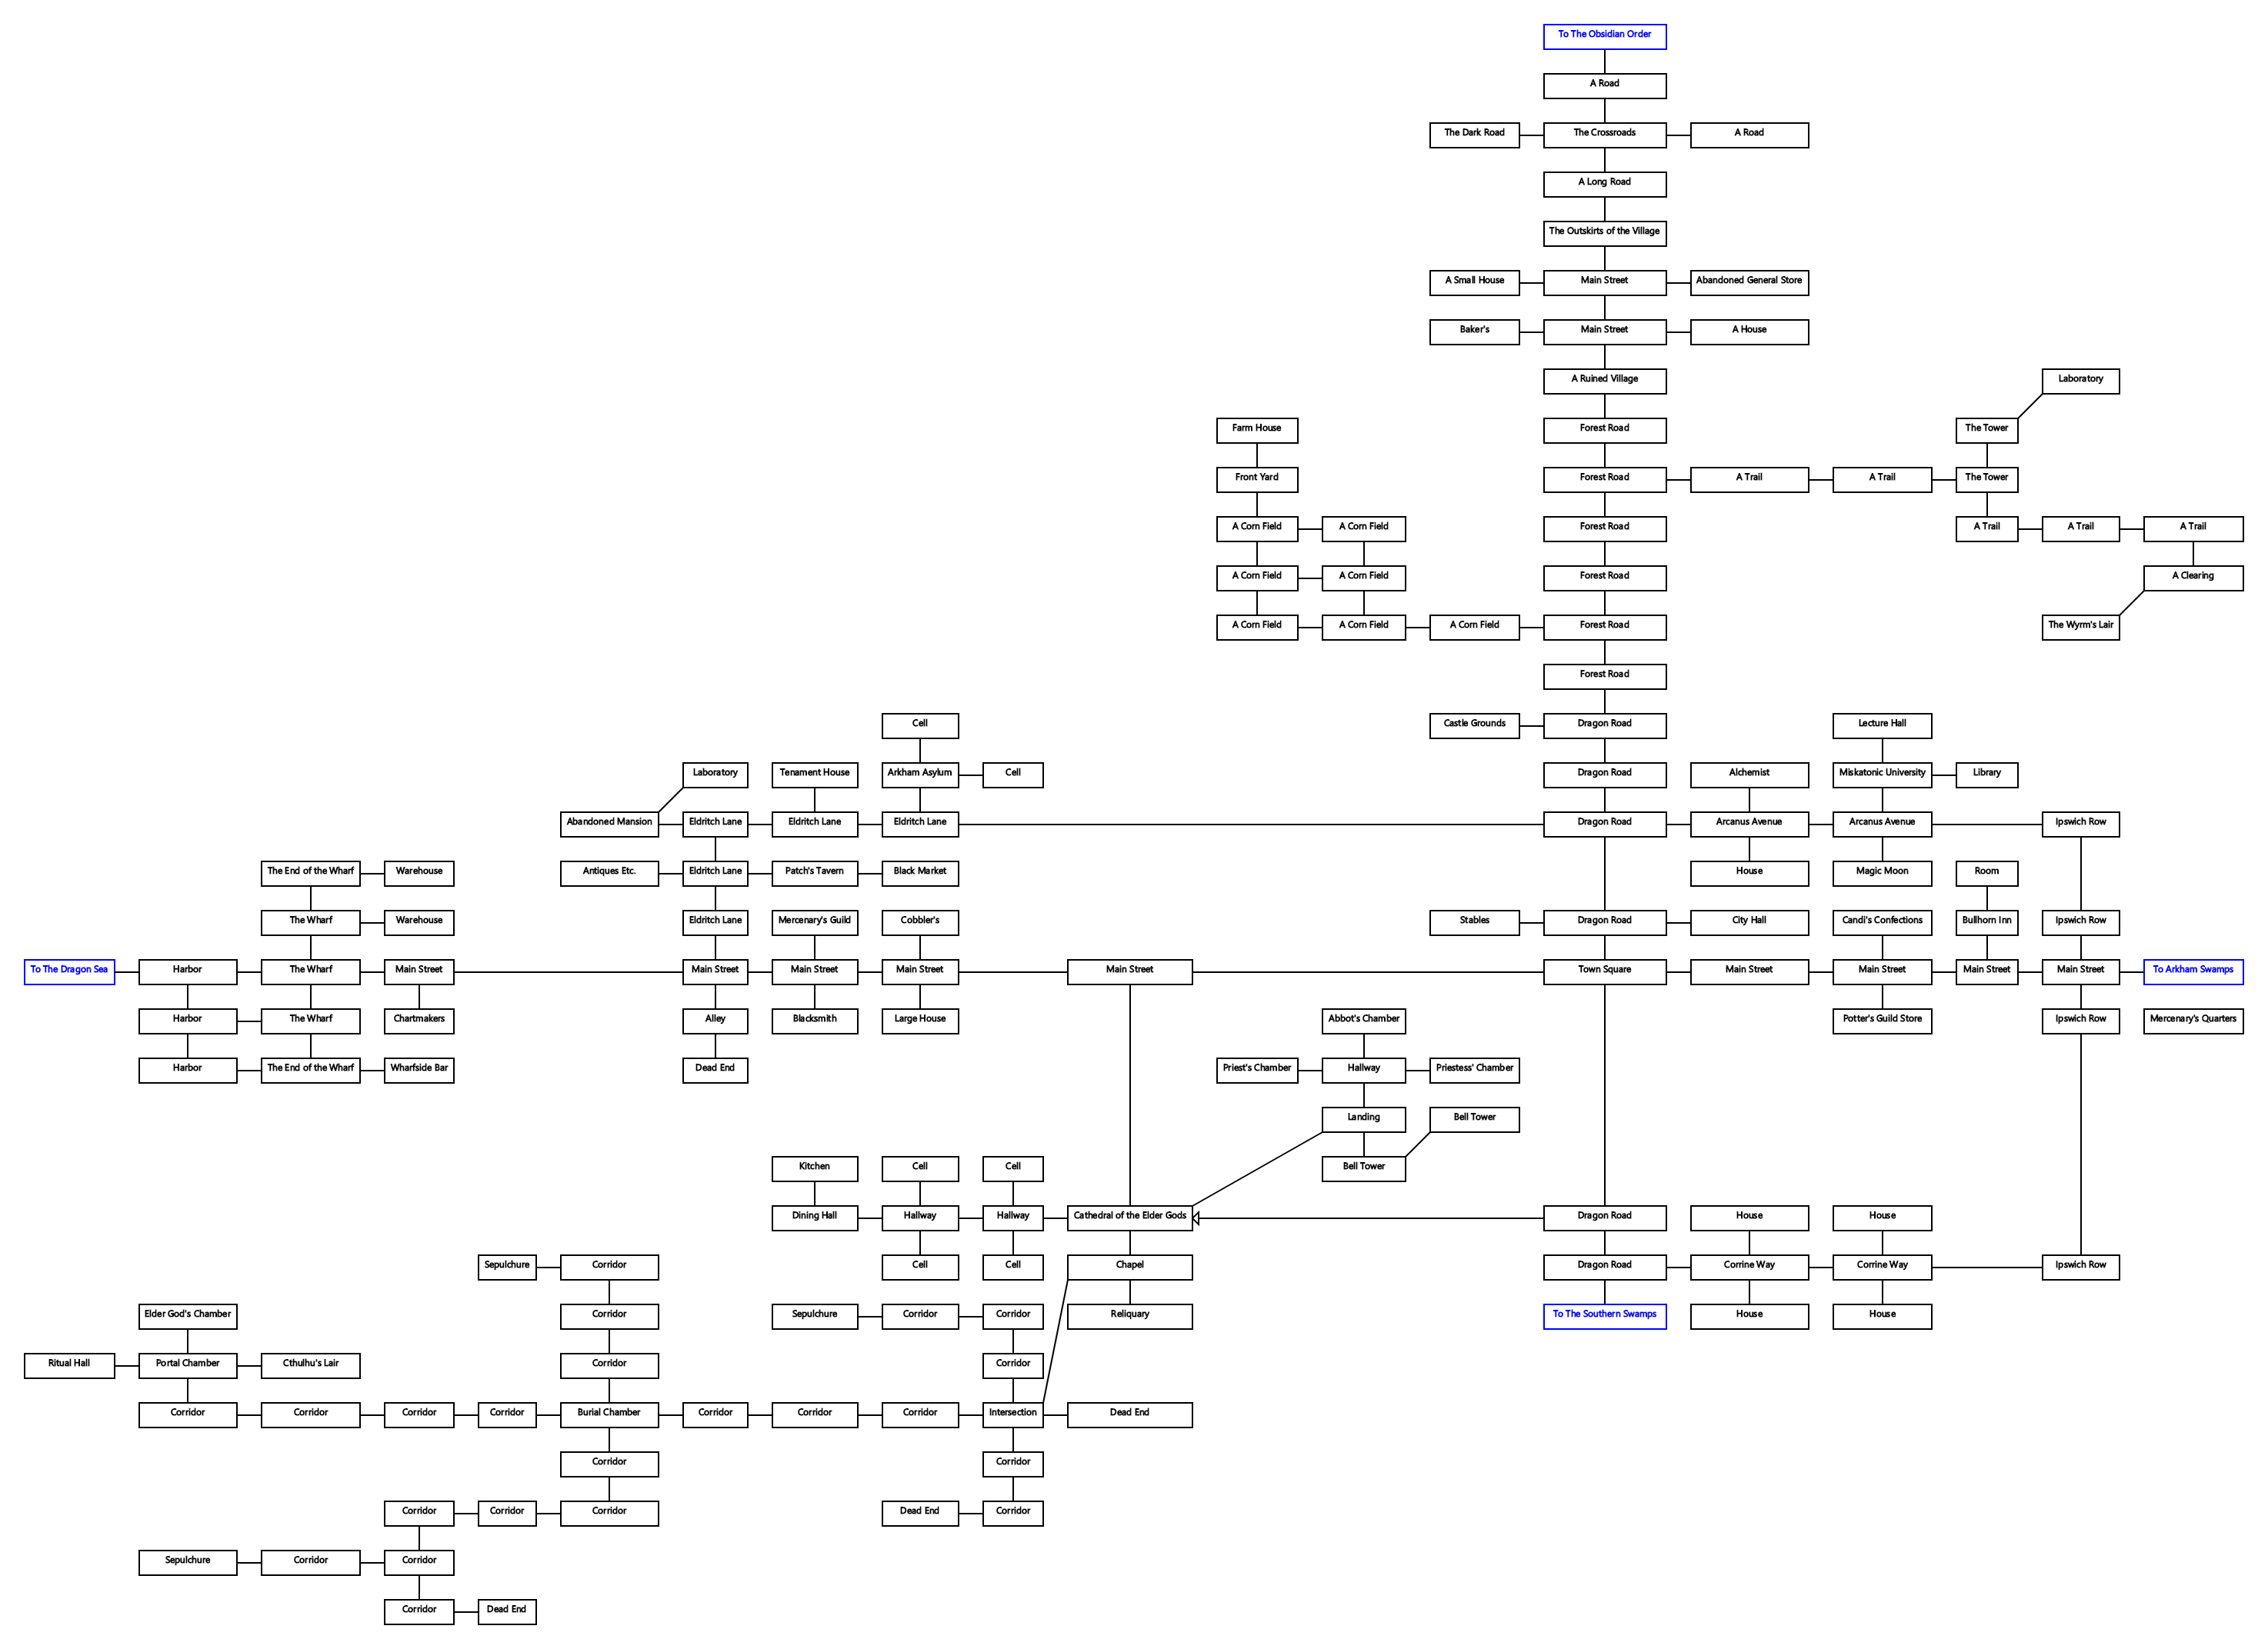 To The Obsidian Order
A Road
The Dark Road
The Crossroads
A Road
A Long Road
The Outskirts of the Village
A Small House
Main Street
Abandoned General Store
Baker's
Main Street
A House
A Ruined Village
Laboratory
Farm House
Forest Road
The Tower
Front Yard
Forest Road
A Trail
A Trail
The Tower
A Corn Field
A Corn Field
Forest Road
A Trail
A Trail
A Trail
A Corn Field
A Corn Field
Forest Road
A Clearing
A Corn Field
A Corn Field
A Corn Field
Forest Road
The Wyrm's Lair
Forest Road
Cell
Castle Grounds
Dragon Road
Lecture Hall
Laboratory
Tenament House
Arkham Asylum
Cell
Dragon Road
Alchemist
Miskatonic University
Library
Abandoned Mansion
Eldritch Lane
Eldritch Lane
Eldritch Lane
Dragon Road
Arcanus Avenue
Arcanus Avenue
Ipswich Row
The End of the Wharf
Warehouse
Antiques Etc.
Eldritch Lane
Patch's Tavern
Black Market
House
Magic Moon
Room
The Wharf
Warehouse
Eldritch Lane
Mercenary's Guild
Cobbler's
Stables
Dragon Road
City Hall
Candi's Confections
Bullhorn Inn
Ipswich Row
To The Dragon Sea
Harbor
The Wharf
Main Street
Main Street
Main Street
Main Street
Main Street
Town Square
Main Street
Main Street
Main Street
Main Street
To Arkham Swamps
Harbor
The Wharf
Chartmakers
Alley
Blacksmith
Large House
Abbot's Chamber
Potter's Guild Store
Ipswich Row
Mercenary's Quarters
Harbor
The End of the Wharf
Wharfside Bar
Dead End
Priest's Chamber
Hallway
Priestess' Chamber
Landing
Bell Tower
Kitchen
Cell
Cell
Bell Tower
Dining Hall
Hallway
Hallway
Cathedral of the Elder Gods
Dragon Road
House
House
Sepulchure
Corridor
Cell
Cell
Chapel
Dragon Road
Corrine Way
Corrine Way
Ipswich Row
Elder God's Chamber
Corridor
Sepulchure
Corridor
Corridor
Reliquary
To The Southern Swamps
House
House
Ritual Hall
Portal Chamber
Cthulhu's Lair
Corridor
Corridor
Corridor
Corridor
Corridor
Corridor
Burial Chamber
Corridor
Corridor
Corridor
Intersection
Dead End
Corridor
Corridor
Corridor
Corridor
Corridor
Dead End
Corridor
Sepulchure
Corridor
Corridor
Corridor
Dead End